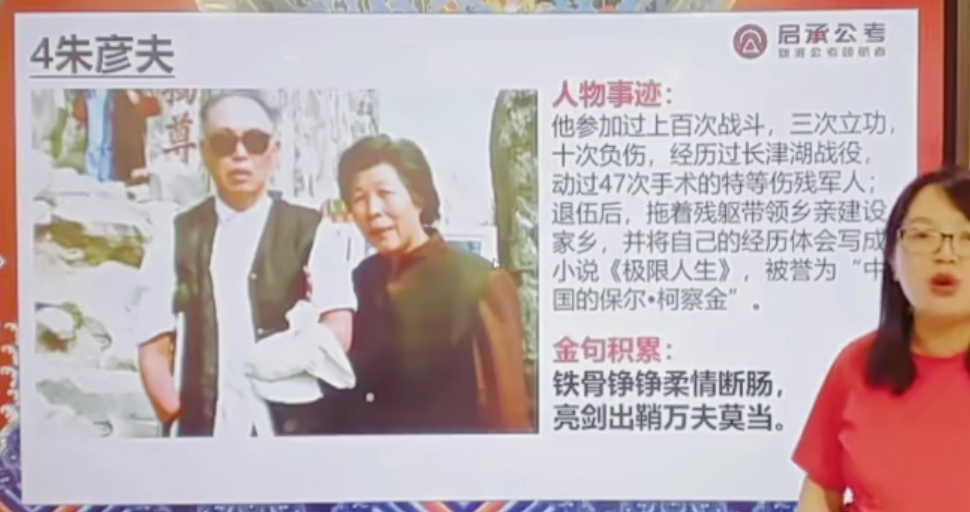 4朱彦夫
启承公考
尊
人物事迹：
他参加过上百次战斗，三次立功，
十次负伤，经历过长津湖战役，
动过47次手术的特等伤残军人；
退伍后，拖着残躯带领乡亲建设
家乡，并将自己的经历体会写成
小说《极限人生》，被誉为“中
国的保尔•柯察金”。
金句积累：
铁骨铮铮柔情断肠，
亮剑出鞘万夫莫当。